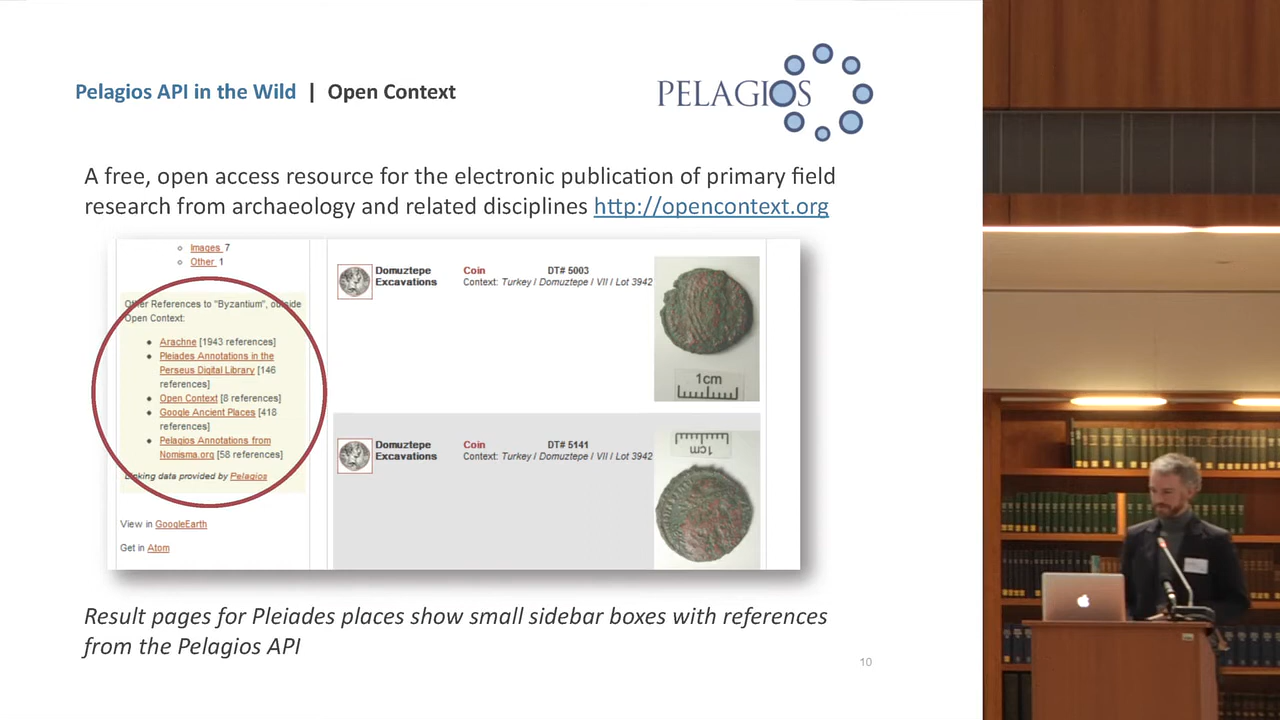 Pelagios API in the Wild | Open Context
PELAGIOS
A free, open access resource for the electronic publication of primary field
research from archaeology and related disciplines http://opencontext.org
Images 7
Other 1
Other References to "Byzantium", outside
Open Context:
Arachne [1943 references]
Pleiades Annotations in the
Perseus Digital Library [146
references]
Open Context [8 references]
Google Ancient Places [418
references]
Pelagios Annotations from
Nomisma.org [58 references]
Linking data provided by Pelagios
View in GoogleEarth
Get in Atom
Domuztepe
Excavations
Coin
DT# 5003
Context: Turkey / Domuztepe / VII / Lot 3942
1cm
Domuztepe
Excavations
Coin
DT# 5141
Context: Turkey / Domuztepe / VII / Lot 3942
1cm
Result pages for Pleiades places show small sidebar boxes with references
from the Pelagios API
10